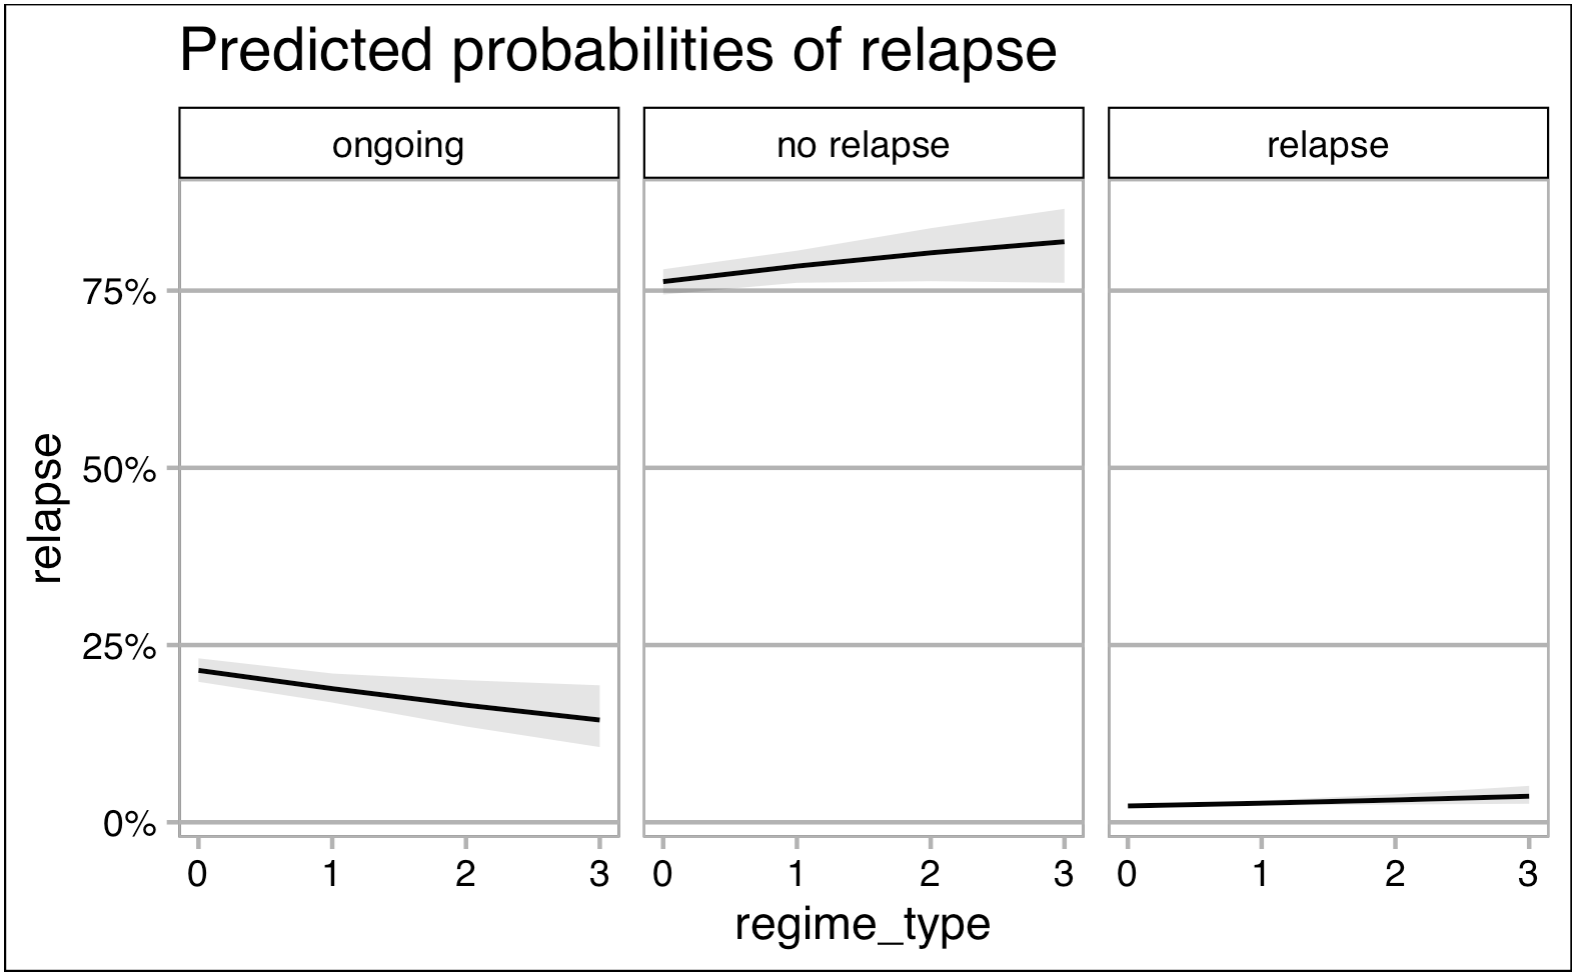 Predicted probabilities of relapse
ongoing
no relapse
relapse
75%
50%
25%
0%
relapse
0 1 2 3 0 1 2 3 0 1 2 3
regime_type